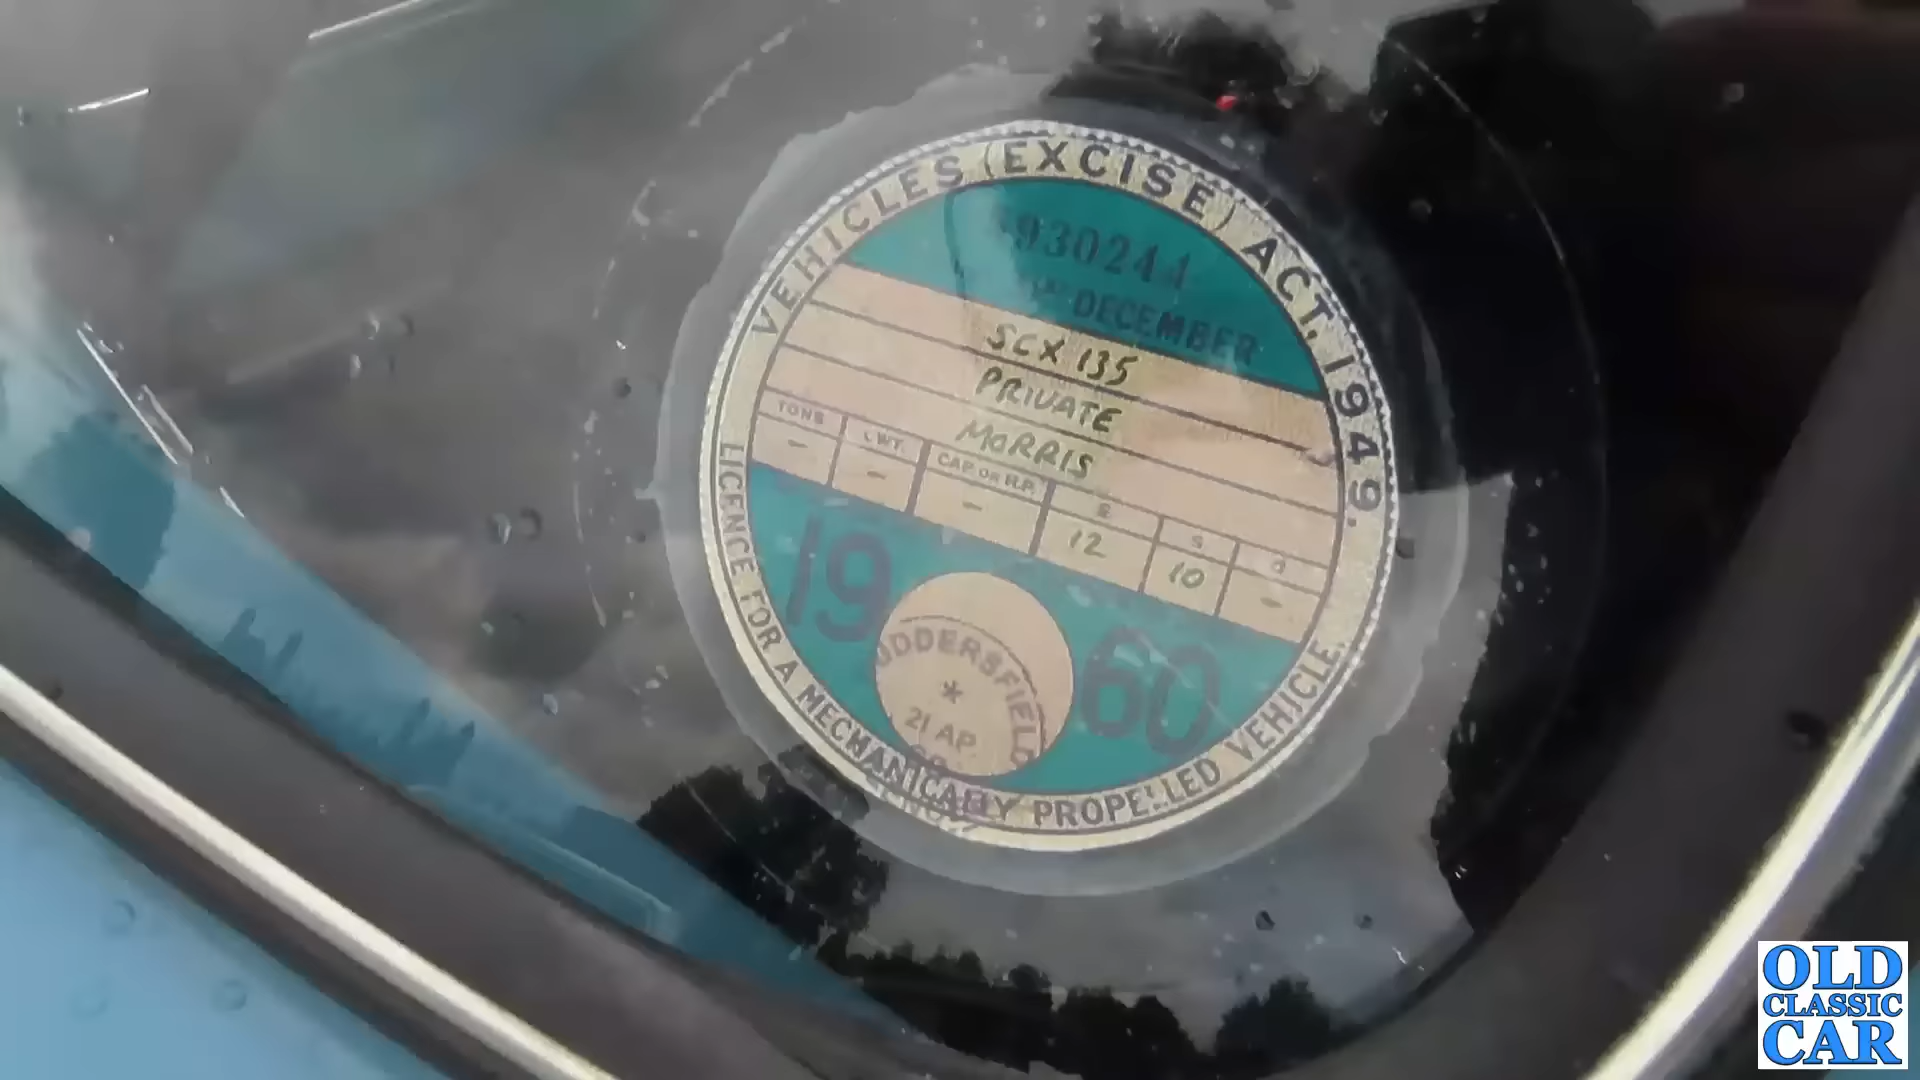 VEHICLES (EXCISE) ACT, 1949.
930244
DECEMBER
SCX 135
PRIVATE
MORRIS
TONS CWT. CAP. OR H.P. £ s d
- - - 12 10 -
19 60
UDDERSFIELD
*
21 AP
60
LICENCE FOR A MECHANICALLY PROPELLED VEHICLE.
OLD
CLASSIC
CAR